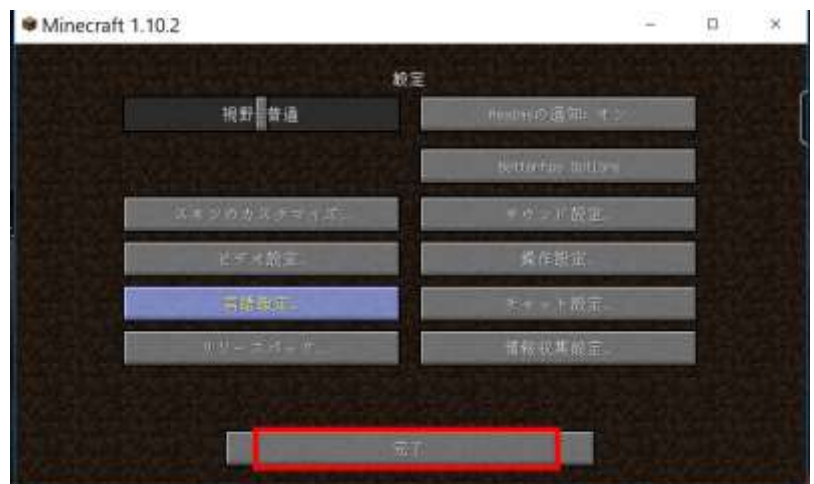 Minecraft 1.10.2
設定
視野 普通
Realmsの通知: オン
スキンのカスタマイズ...
サウンド設定...
ビデオ設定...
操作設定...
言語設定...
チャット設定...
リソースパック...
情報収集設定...
完了